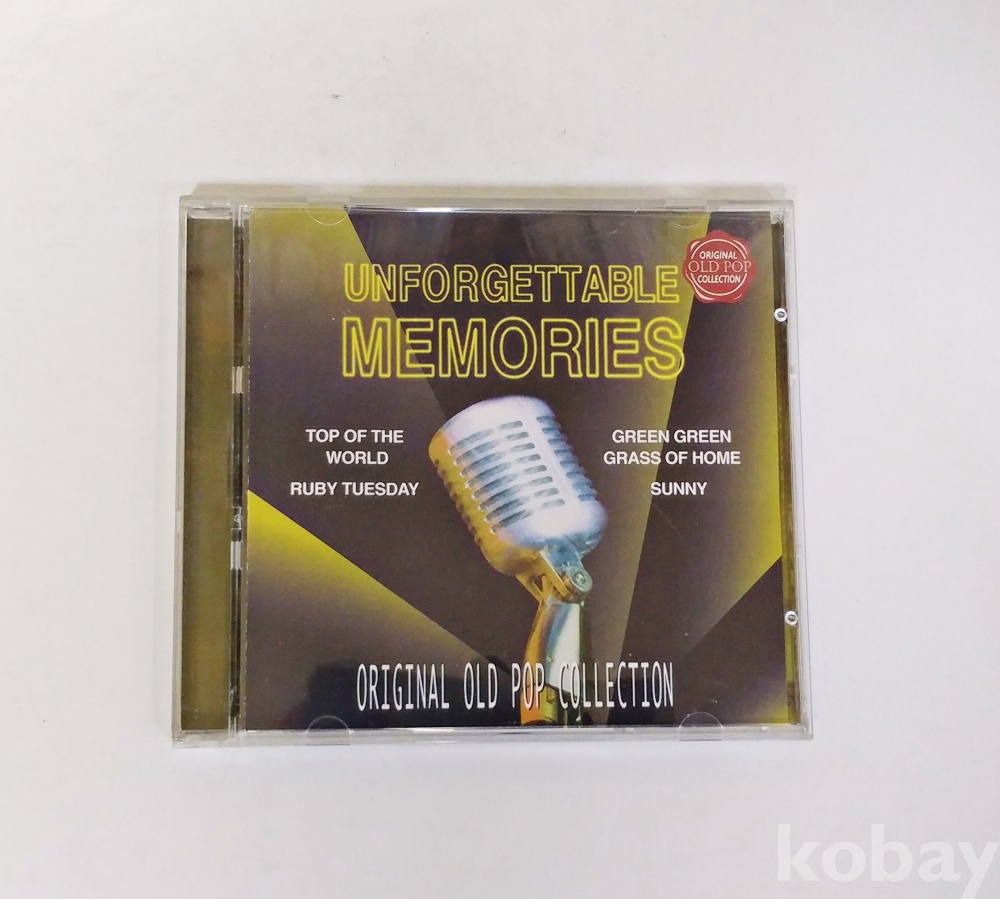 UNFORGETTABLE
MEMORIES
ORIGINAL
OLD POP
COLLECTION
TOP OF THE
WORLD
RUBY TUESDAY
GREEN GREEN
GRASS OF HOME
SUNNY
ORIGINAL OLD POP COLLECTION
kobay